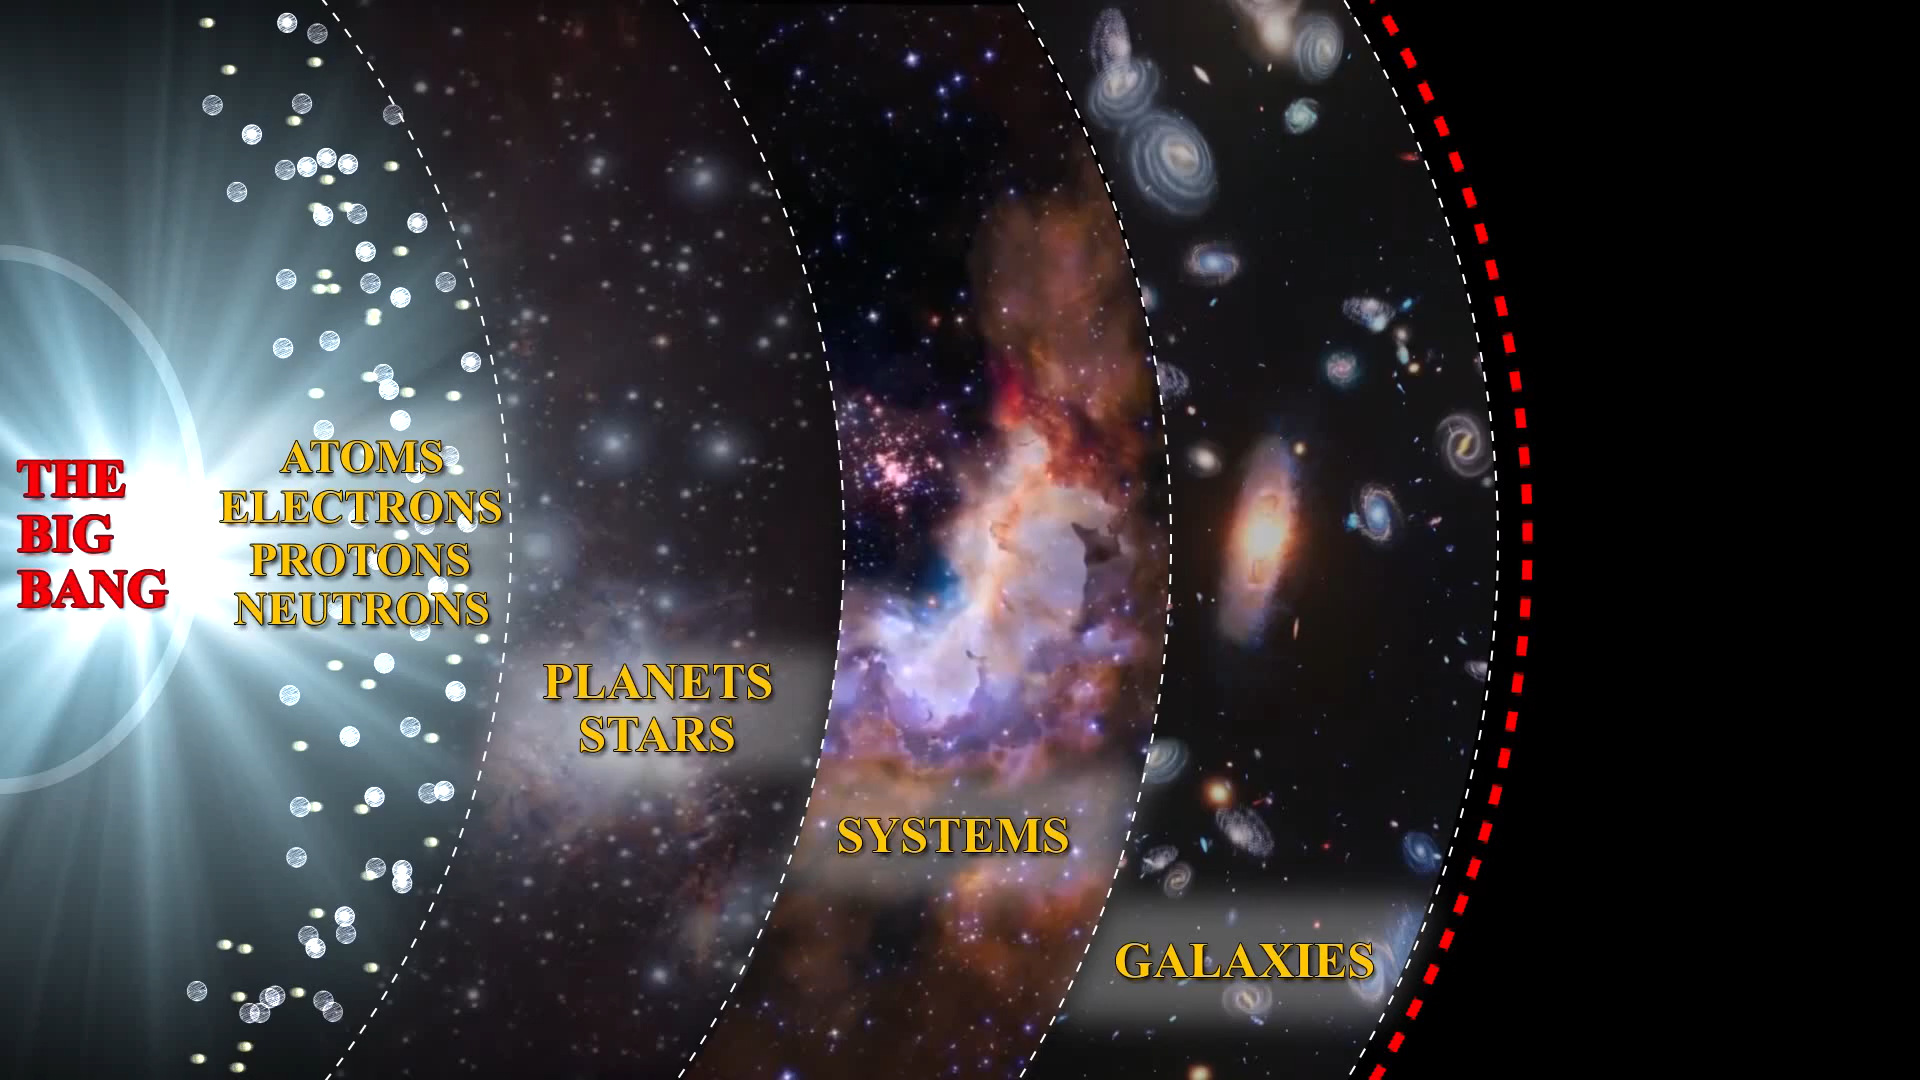 THE
BIG
BANG
ATOMS
ELECTRONS
PROTONS
NEUTRONS
PLANETS
STARS
SYSTEMS
GALAXIES